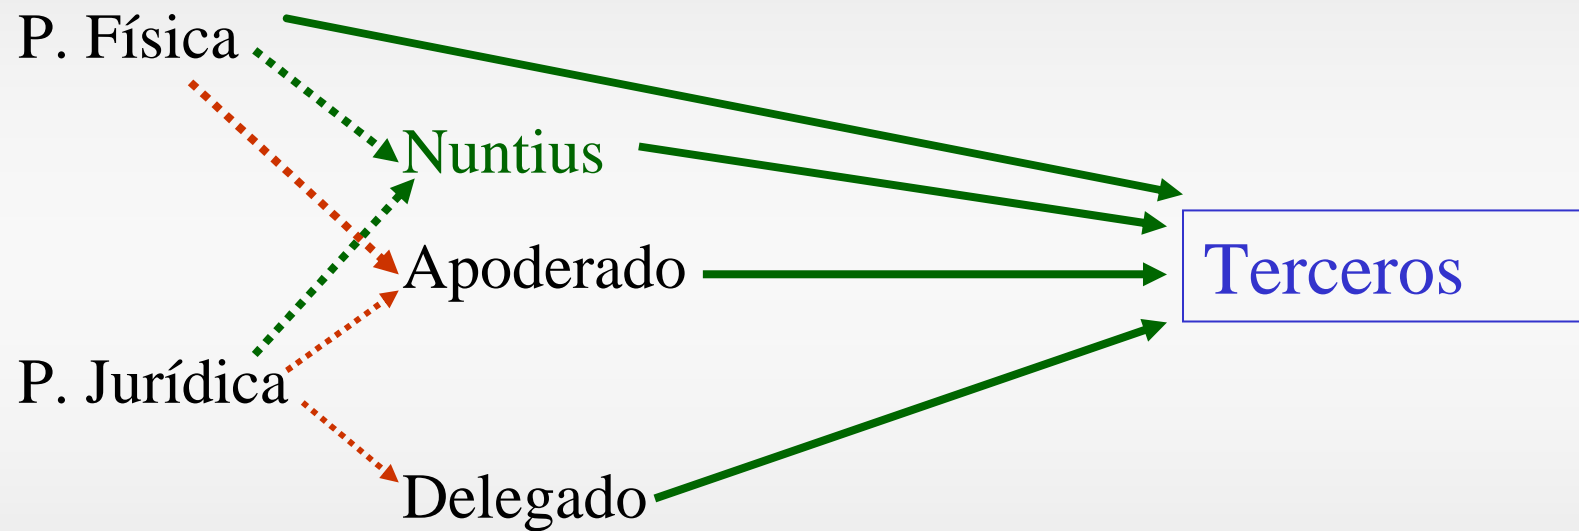 P. Física
Nuntius
Apoderado
Terceros
P. Jurídica
Delegado